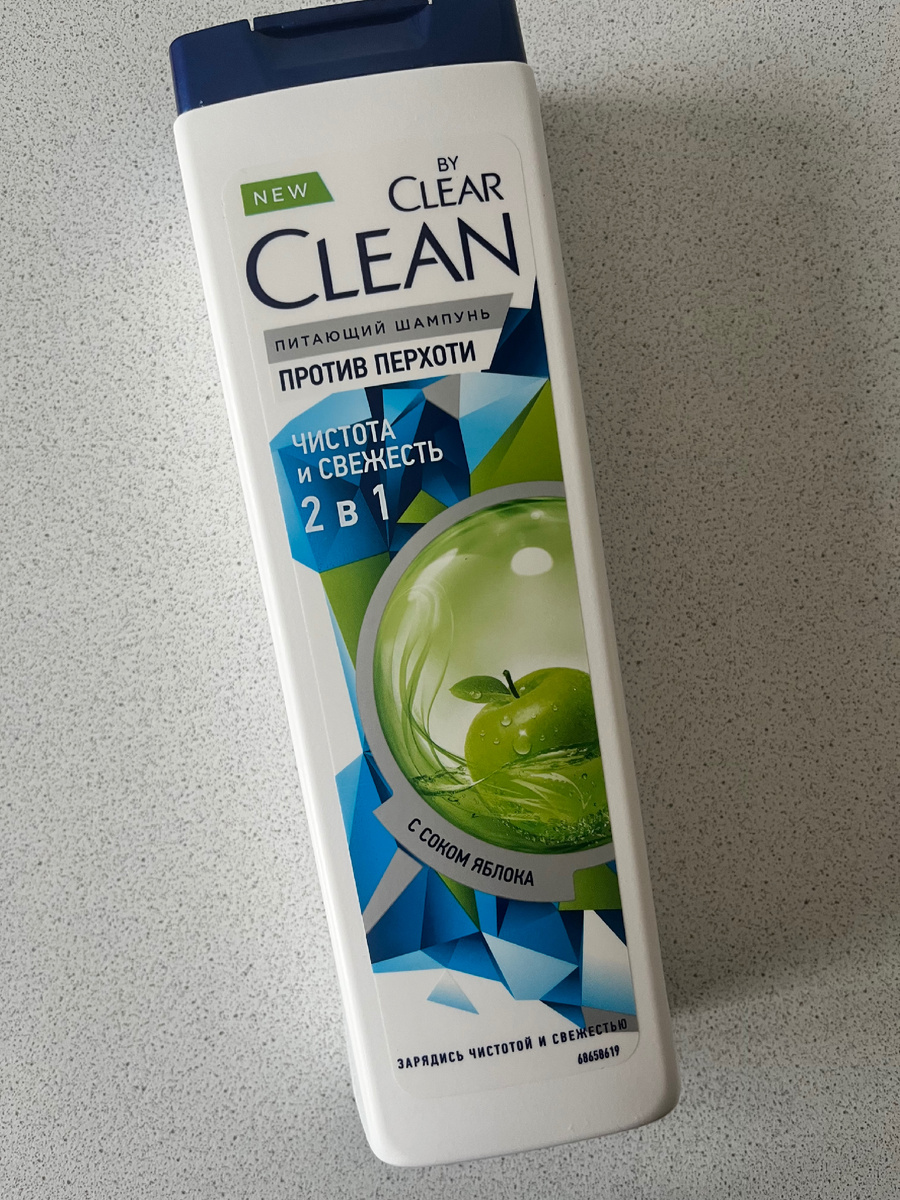 NEW
BY
CLEAR
CLEAN
ПИТАЮЩИЙ ШАМПУНЬ
ПРОТИВ ПЕРХОТИ
ЧИСТОТА
и СВЕЖЕСТЬ
2 в 1
С СОКОМ ЯБЛОКА
ЗАРЯДИСЬ ЧИСТОТОЙ И СВЕЖЕСТЬЮ
68658619